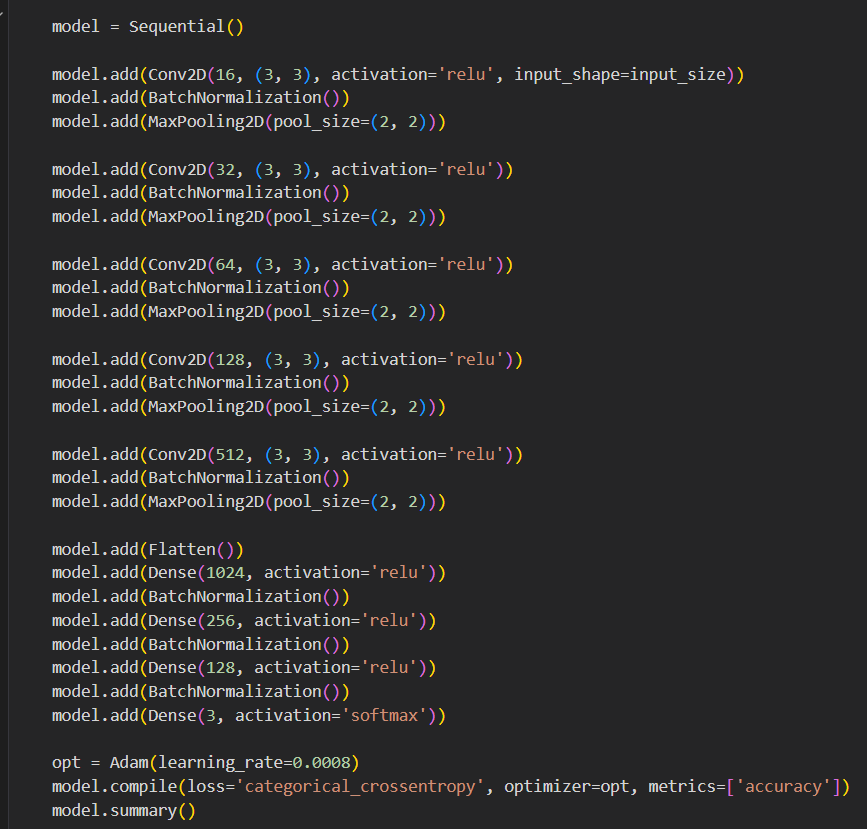 model = Sequential()
model.add(Conv2D(16, (3, 3), activation='relu', input_shape=input_size))
model.add(BatchNormalization())
model.add(MaxPooling2D(pool_size=(2, 2)))
model.add(Conv2D(32, (3, 3), activation='relu'))
model.add(BatchNormalization())
model.add(MaxPooling2D(pool_size=(2, 2)))
model.add(Conv2D(64, (3, 3), activation='relu'))
model.add(BatchNormalization())
model.add(MaxPooling2D(pool_size=(2, 2)))
model.add(Conv2D(128, (3, 3), activation='relu'))
model.add(BatchNormalization())
model.add(MaxPooling2D(pool_size=(2, 2)))
model.add(Conv2D(512, (3, 3), activation='relu'))
model.add(BatchNormalization())
model.add(MaxPooling2D(pool_size=(2, 2)))
model.add(Flatten())
model.add(Dense(1024, activation='relu'))
model.add(BatchNormalization())
model.add(Dense(256, activation='relu'))
model.add(BatchNormalization())
model.add(Dense(128, activation='relu'))
model.add(BatchNormalization())
model.add(Dense(3, activation='softmax'))
opt = Adam(learning_rate=0.0008)
model.compile(loss='categorical_crossentropy', optimizer=opt, metrics=['accuracy'])
model.summary()